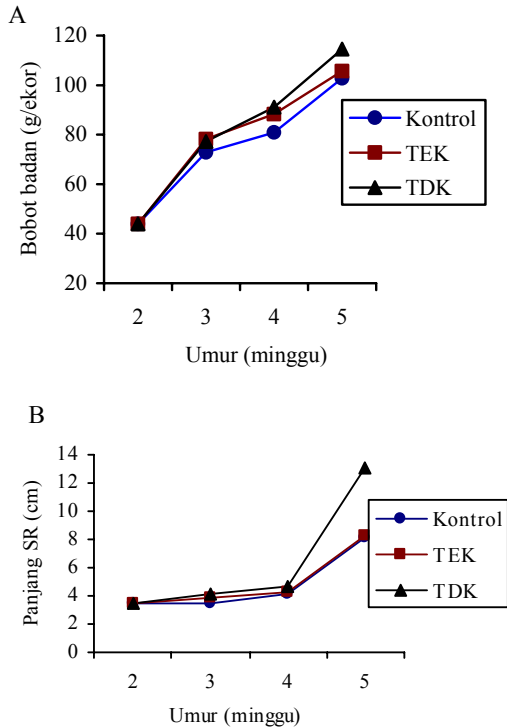 A
Bobot badan (g/ekor)
120
100
80
60
40
20
2 3 4 5
Umur (minggu)
Kontrol
TEK
TDK
B
Panjang SR (cm)
14
12
10
8
6
4
2
0
2 3 4 5
Umur (minggu)
Kontrol
TEK
TDK